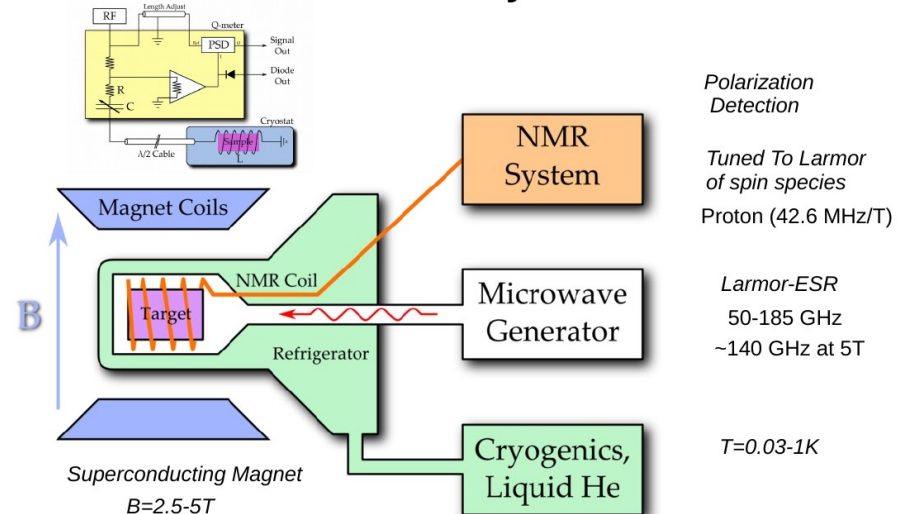 RF
Length Adjust
Q-meter
PSD
Signal
Out
Diode
Out
R
C
Cryostat
Sample
L
λ/2 Cable
Magnet Coils
B
NMR Coil
Target
Refrigerator
Superconducting Magnet
B=2.5-5T
NMR
System
Microwave
Generator
Cryogenics,
Liquid He
Polarization
Detection
Tuned To Larmor
of spin species
Proton (42.6 MHz/T)
Larmor-ESR
50-185 GHz
~140 GHz at 5T
T=0.03-1K